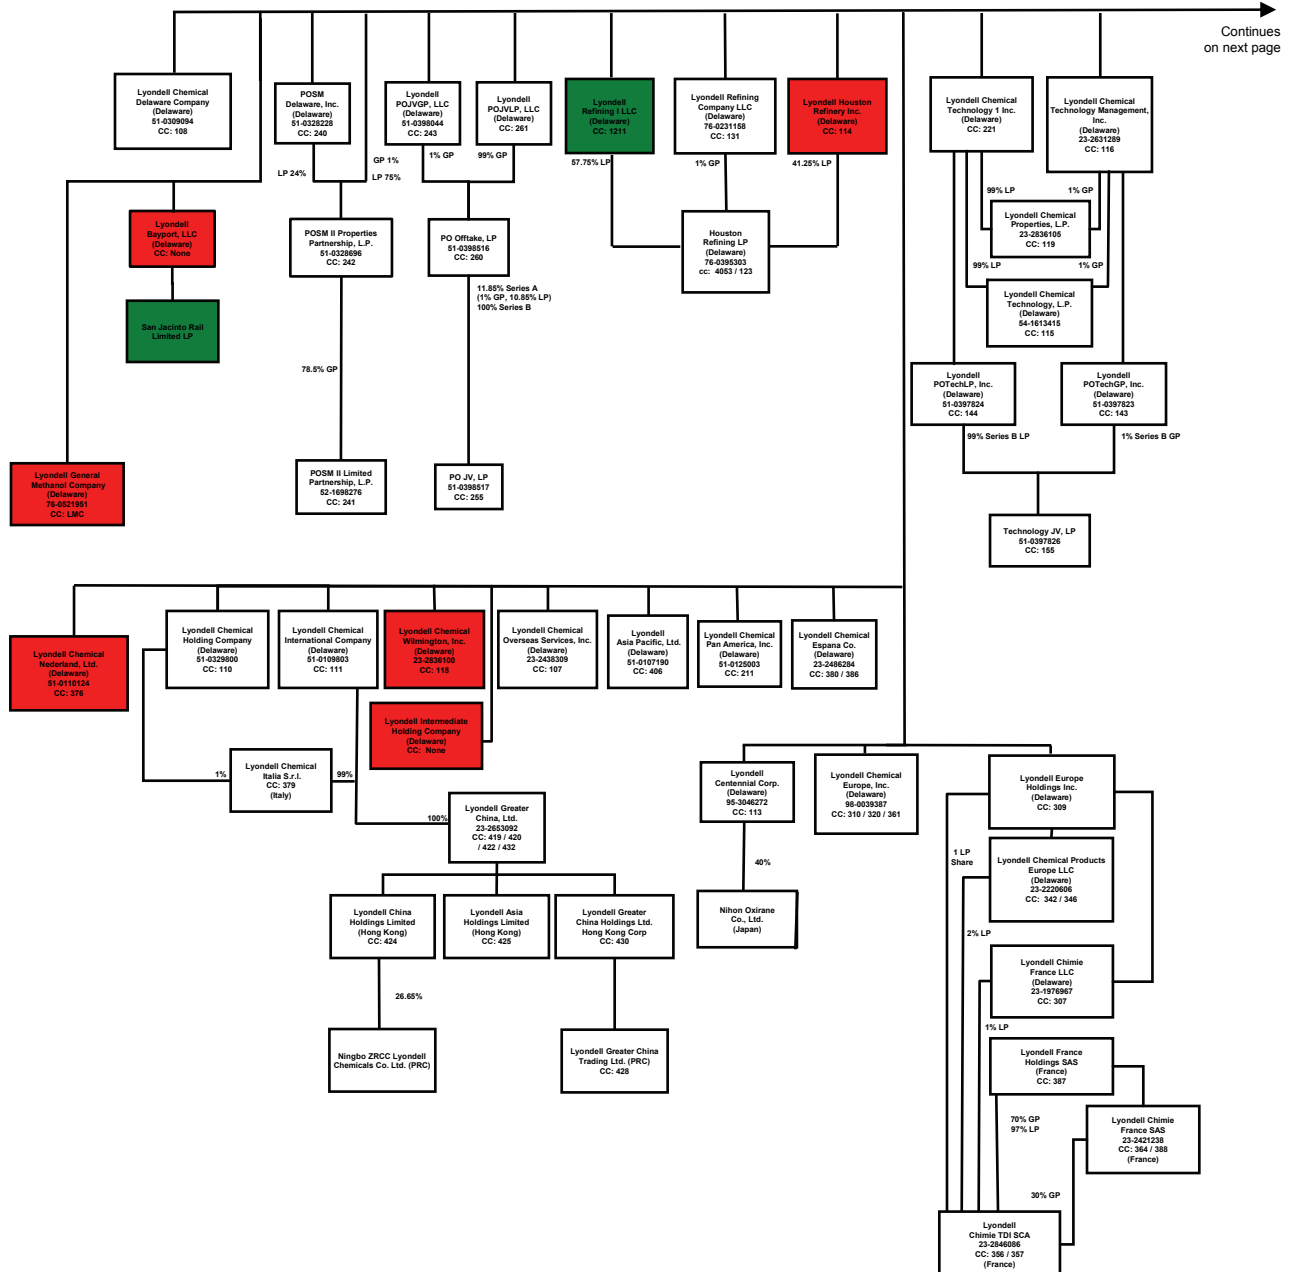 Continues
on next page
Lyondell Chemical
Delaware Company
(Delaware)
51-0309094
CC: 108
POSM
Delaware, Inc.
(Delaware)
51-0328228
CC: 240
Lyondell
POJVGP, LLC
(Delaware)
51-0398044
CC: 243
Lyondell
POJVLP, LLC
(Delaware)
CC: 261
Lyondell
Refining I LLC
(Delaware)
CC: 1211
Lyondell Refining
Company LLC
(Delaware)
76-0231158
CC: 131
Lyondell Houston
Refinery Inc.
(Delaware)
CC: 114
Lyondell Chemical
Technology 1 Inc.
(Delaware)
CC: 221
Lyondell Chemical
Technology Management,
Inc.
(Delaware)
23-2631289
CC: 116
LP 24%
GP 1%
LP 75%
1% GP
99% GP
57.75% LP
1% GP
41.25% LP
99% LP
1% GP
Lyondell
Bayport, LLC
(Delaware)
CC: None
POSM II Properties
Partnership, L.P.
51-0328696
CC: 242
PO Offtake, LP
51-0398516
CC: 260
Houston
Refining LP
(Delaware)
76-0395303
cc: 4053 / 123
Lyondell Chemical
Properties, L.P.
23-2836105
CC: 119
99% LP
1% GP
San Jacinto Rail
Limited LP
11.85% Series A
(1% GP, 10.85% LP)
100% Series B
Lyondell Chemical
Technology, L.P.
(Delaware)
54-1613415
CC: 115
78.5% GP
Lyondell
POTechLP, Inc.
(Delaware)
51-0397824
CC: 144
Lyondell
POTechGP, Inc.
(Delaware)
51-0397823
CC: 143
99% Series B LP
1% Series B GP
Lyondell General
Methanol Company
(Delaware)
76-0521951
CC: LMC
POSM II Limited
Partnership, L.P.
52-1698276
CC: 241
PO JV, LP
51-0398517
CC: 255
Technology JV, LP
51-0397826
CC: 155
Lyondell Chemical
Nederland, Ltd.
(Delaware)
51-0110124
CC: 376
Lyondell Chemical
Holding Company
(Delaware)
51-0329800
CC: 110
Lyondell Chemical
International Company
(Delaware)
51-0109803
CC: 111
Lyondell Chemical
Wilmington, Inc.
(Delaware)
23-2836100
CC: 118
Lyondell Chemical
Overseas Services, Inc.
(Delaware)
23-2438309
CC: 107
Lyondell
Asia Pacific, Ltd.
(Delaware)
51-0107190
CC: 406
Lyondell Chemical
Pan America, Inc.
(Delaware)
51-0125003
CC: 211
Lyondell Chemical
Espana Co.
(Delaware)
23-2486284
CC: 380 / 386
Lyondell Intermediate
Holding Company
(Delaware)
CC: None
1%
Lyondell Chemical
Italia S.r.l.
CC: 379
(Italy)
99%
100%
Lyondell Greater
China, Ltd.
23-2653092
CC: 419 / 420
/ 422 / 432
Lyondell
Centennial Corp.
(Delaware)
95-3046272
CC: 113
Lyondell Chemical
Europe, Inc.
(Delaware)
98-0039387
CC: 310 / 320 / 361
Lyondell Europe
Holdings Inc.
(Delaware)
CC: 309
40%
1 LP
Share
Lyondell Chemical Products
Europe LLC
(Delaware)
23-2220606
CC: 342 / 346
Lyondell China
Holdings Limited
(Hong Kong)
CC: 424
Lyondell Asia
Holdings Limited
(Hong Kong)
CC: 425
Lyondell Greater
China Holdings Ltd.
Hong Kong Corp
CC: 430
Nihon Oxirane
Co., Ltd.
(Japan)
2% LP
Lyondell Chimie
France LLC
(Delaware)
23-1976967
CC: 307
26.65%
1% LP
Ningbo ZRCC Lyondell
Chemicals Co. Ltd. (PRC)
Lyondell Greater China
Trading Ltd. (PRC)
CC: 428
Lyondell France
Holdings SAS
(France)
CC: 387
70% GP
97% LP
Lyondell Chimie
France SAS
23-2421238
CC: 364 / 388
(France)
30% GP
Lyondell
Chimie TDI SCA
23-2846086
CC: 356 / 357
(France)